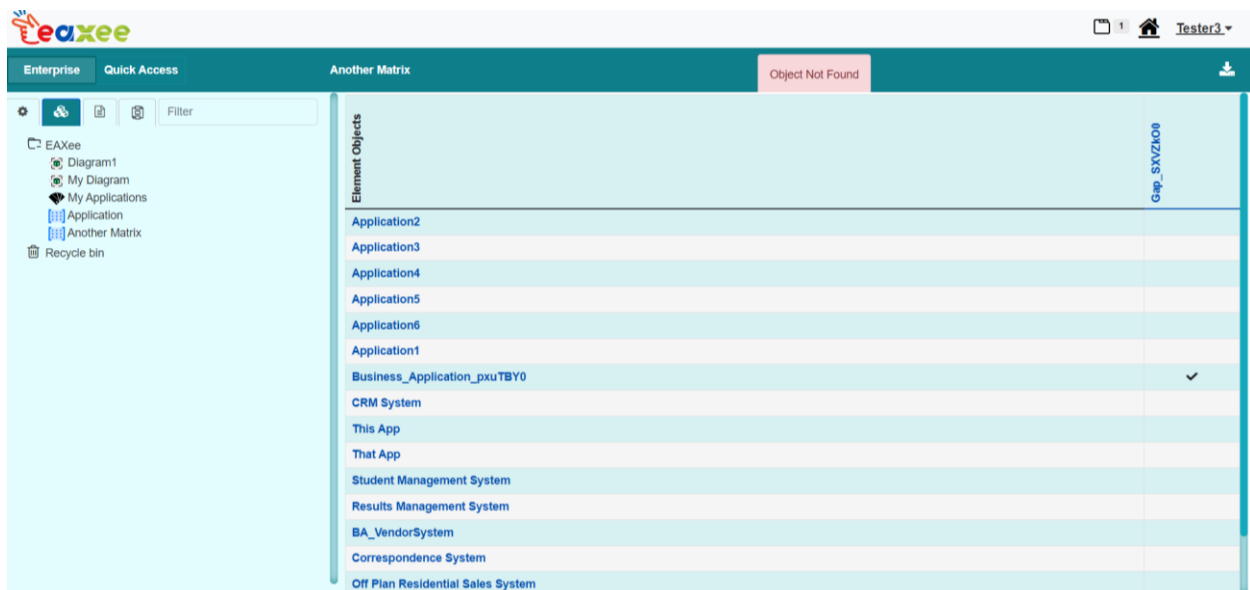 eaxee
1
Tester3
Enterprise
Quick Access
Another Matrix
Object Not Found
Filter
EAXee
Diagram1
My Diagram
My Applications
Application
Another Matrix
Recycle bin
Element Objects
Gap_SXVZkO0
Application2
Application3
Application4
Application5
Application6
Application1
Business_Application_pxuTBY0
CRM System
This App
That App
Student Management System
Results Management System
BA_VendorSystem
Correspondence System
Off Plan Residential Sales System